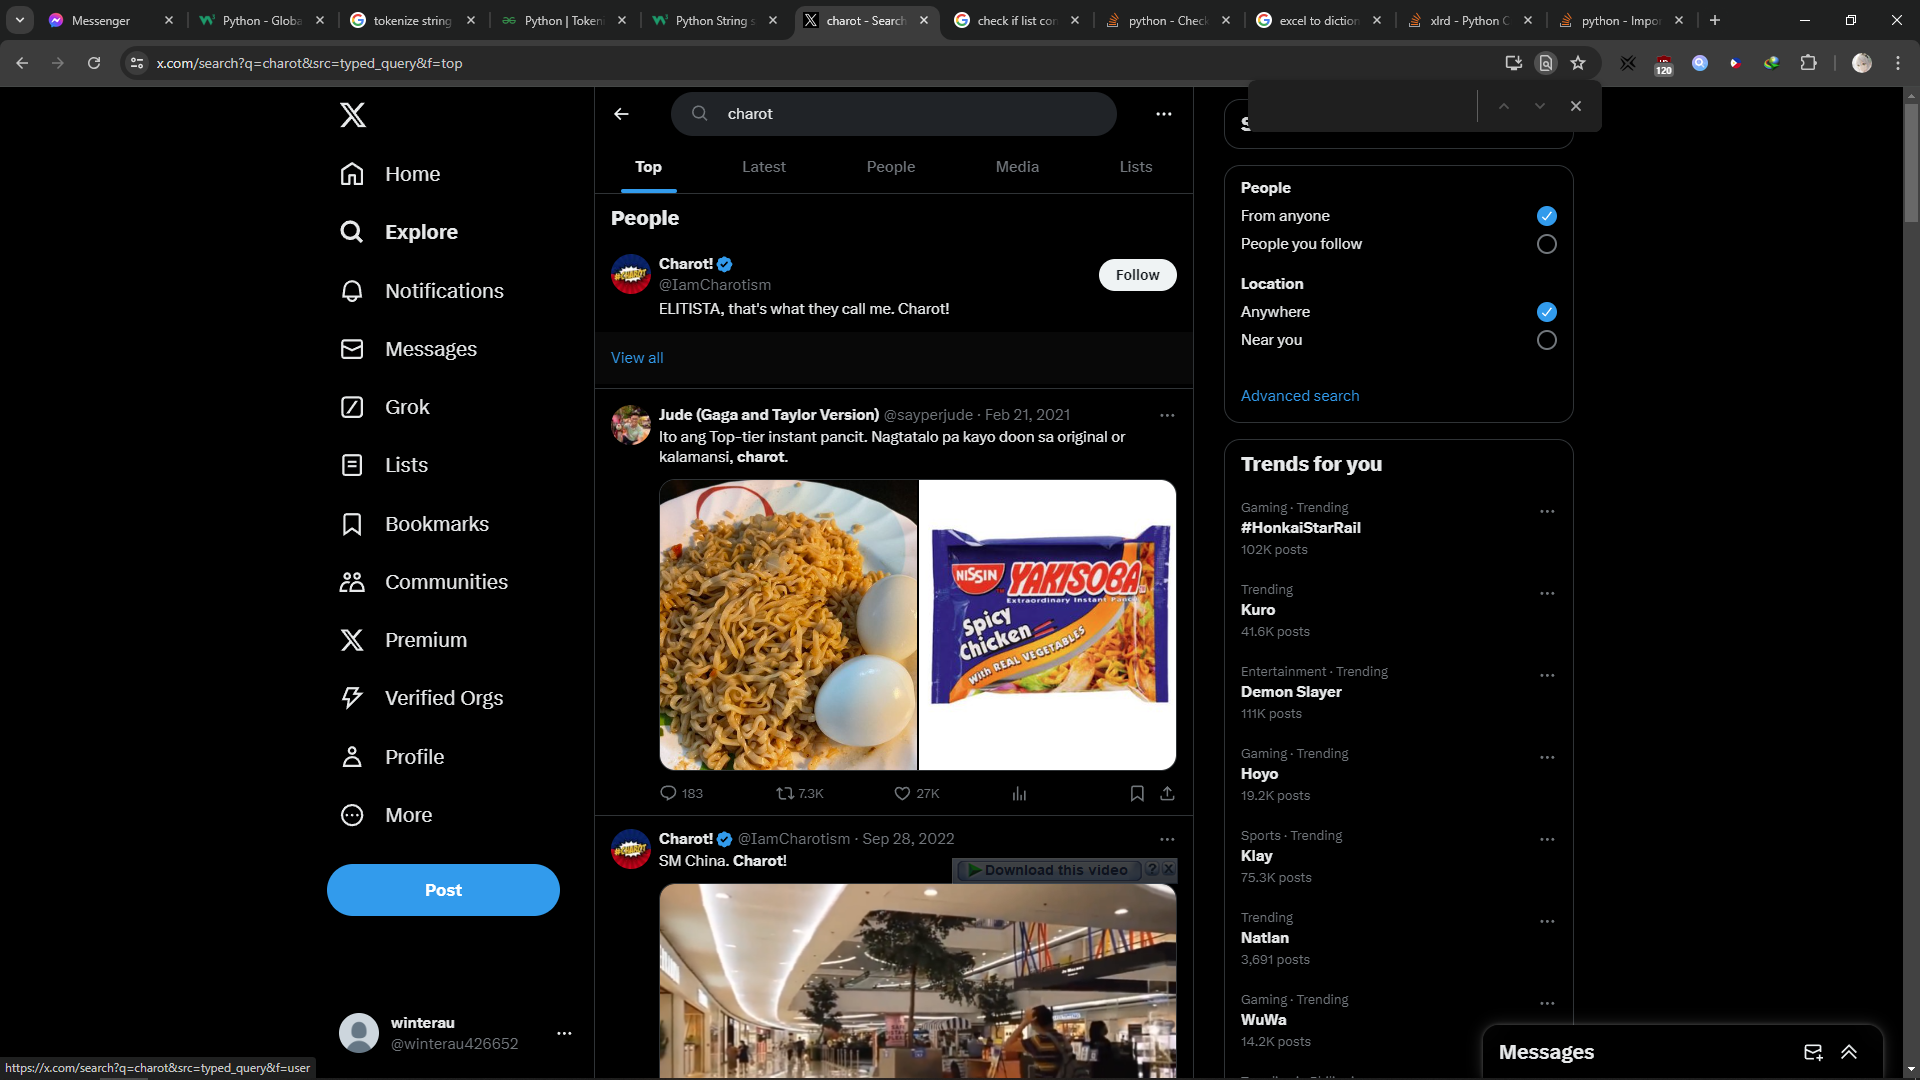 Messenger
Python - Globa
tokenize string
Python | Token
Python String s
charot - Search
check if list con
python - Check
excel to diction
xlrd - Python C
python - Impo
x.com/search?q=charot&src=typed_query&f=top
120
charot
Home
Explore
Notifications
Messages
Grok
Lists
Bookmarks
Communities
Premium
Verified Orgs
Profile
More
Post
winterau
@winterau426652
https://x.com/search?q=charot&src=typed_query&f=user
Top
Latest
People
Media
Lists
People
Charot!
@IamCharotism
ELITISTA, that's what they call me. Charot!
Follow
View all
Jude (Gaga and Taylor Version) @sayperjude · Feb 21, 2021
Ito ang Top-tier instant pancit. Nagtatalo pa kayo doon sa original or
kalamansi, charot.
NISSIN
YAKISOBA
Extraordinary Instant Pancit
Spicy
Chicken
With REAL VEGETABLES
183
7.3K
27K
Charot! @IamCharotism · Sep 28, 2022
SM China. Charot!
Download this video
People
From anyone
People you follow
Location
Anywhere
Near you
Advanced search
Trends for you
Gaming · Trending
#HonkaiStarRail
102K posts
Trending
Kuro
41.6K posts
Entertainment · Trending
Demon Slayer
111K posts
Gaming · Trending
Hoyo
19.2K posts
Sports · Trending
Klay
75.3K posts
Trending
Natlan
3,691 posts
Gaming · Trending
WuWa
14.2K posts
Messages